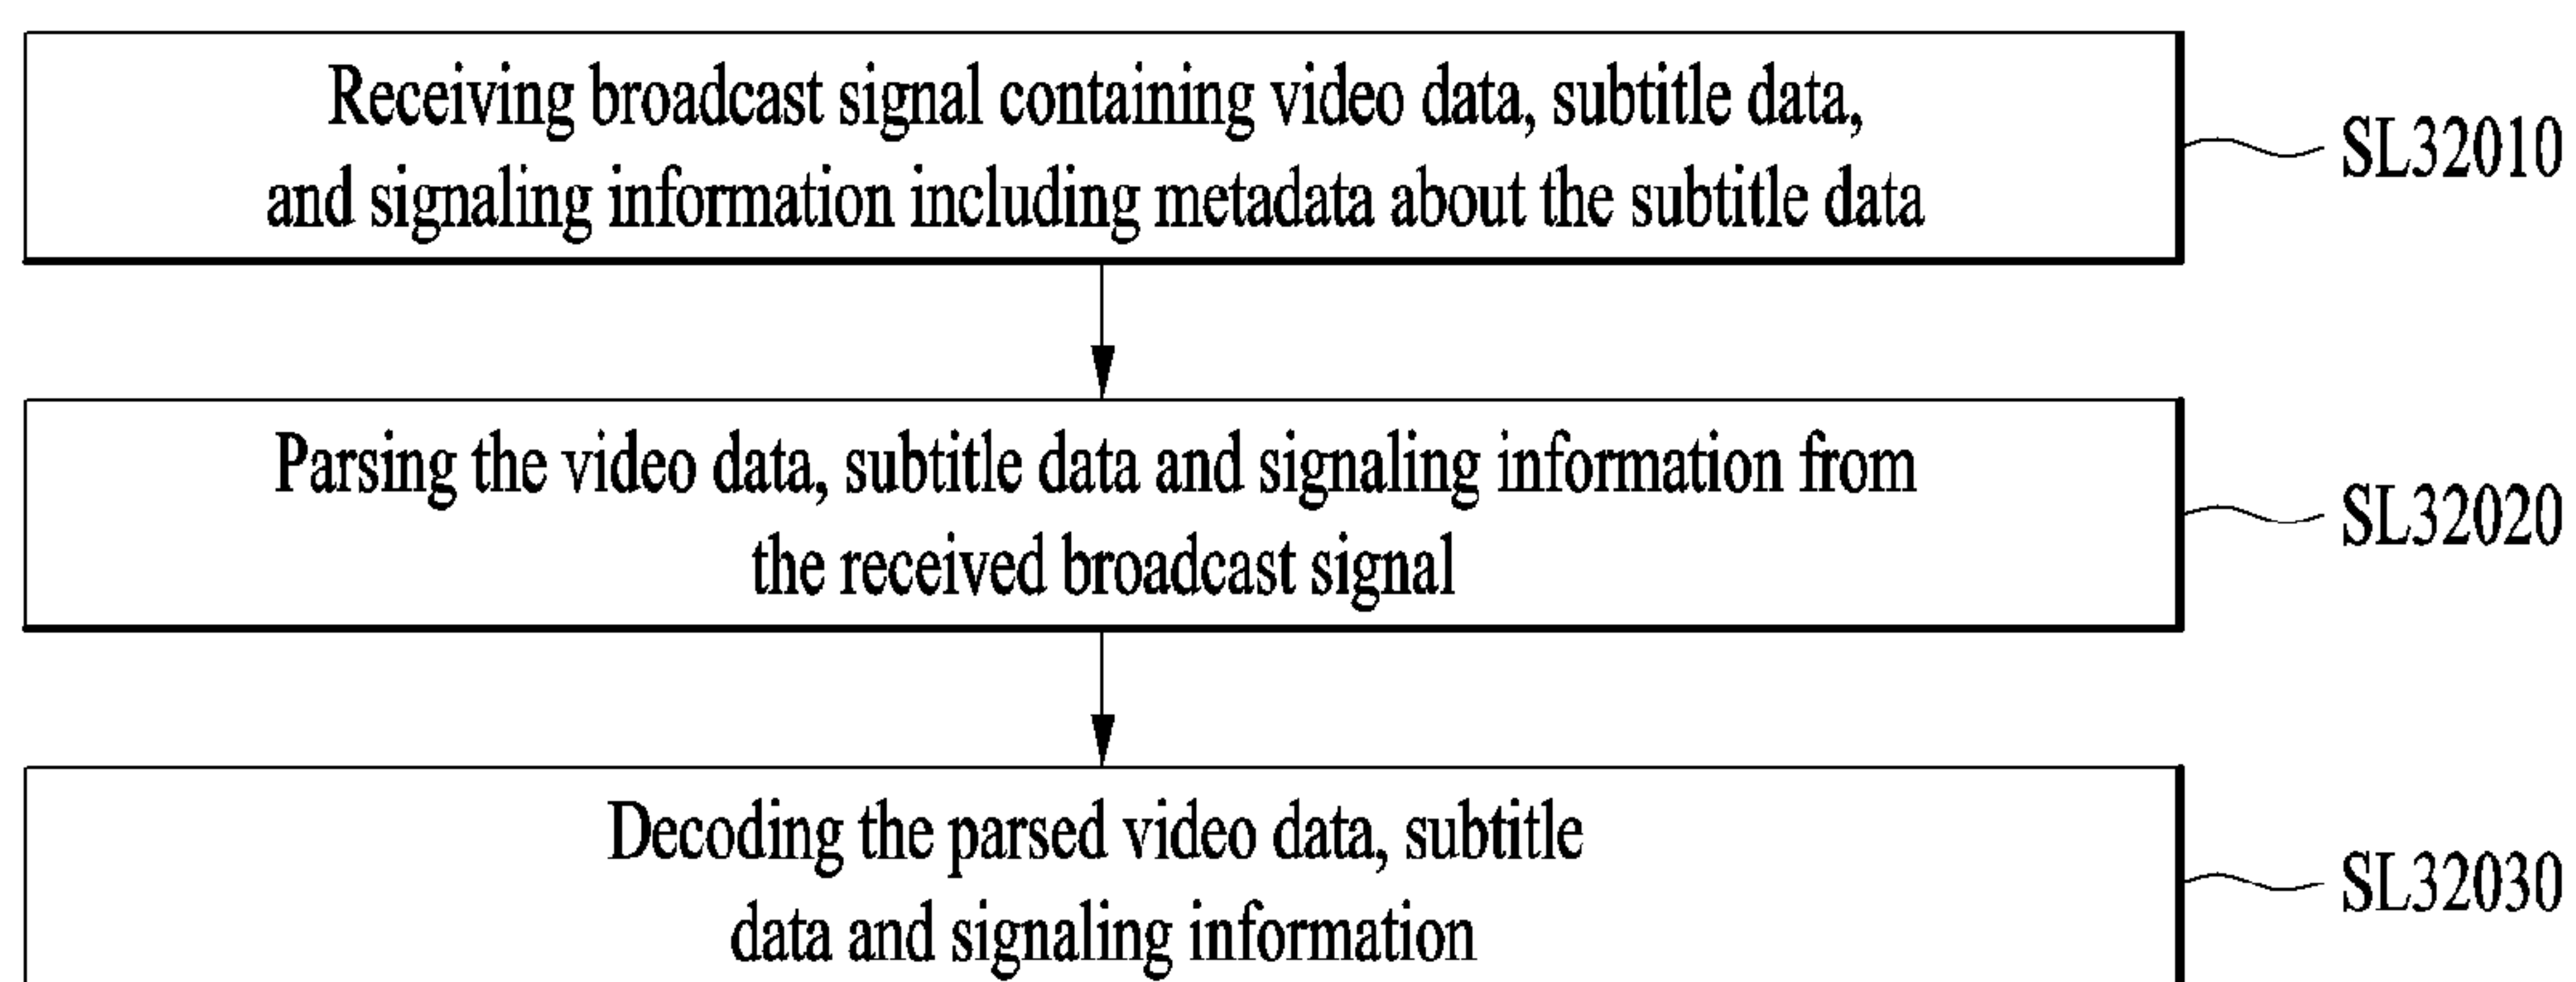 Receiving broadcast signal containing video data, subtitle data,
and signaling information including metadata about the subtitle data
SL32010
Parsing the video data, subtitle data and signaling information from
the received broadcast signal
SL32020
Decoding the parsed video data, subtitle
data and signaling information
SL32030